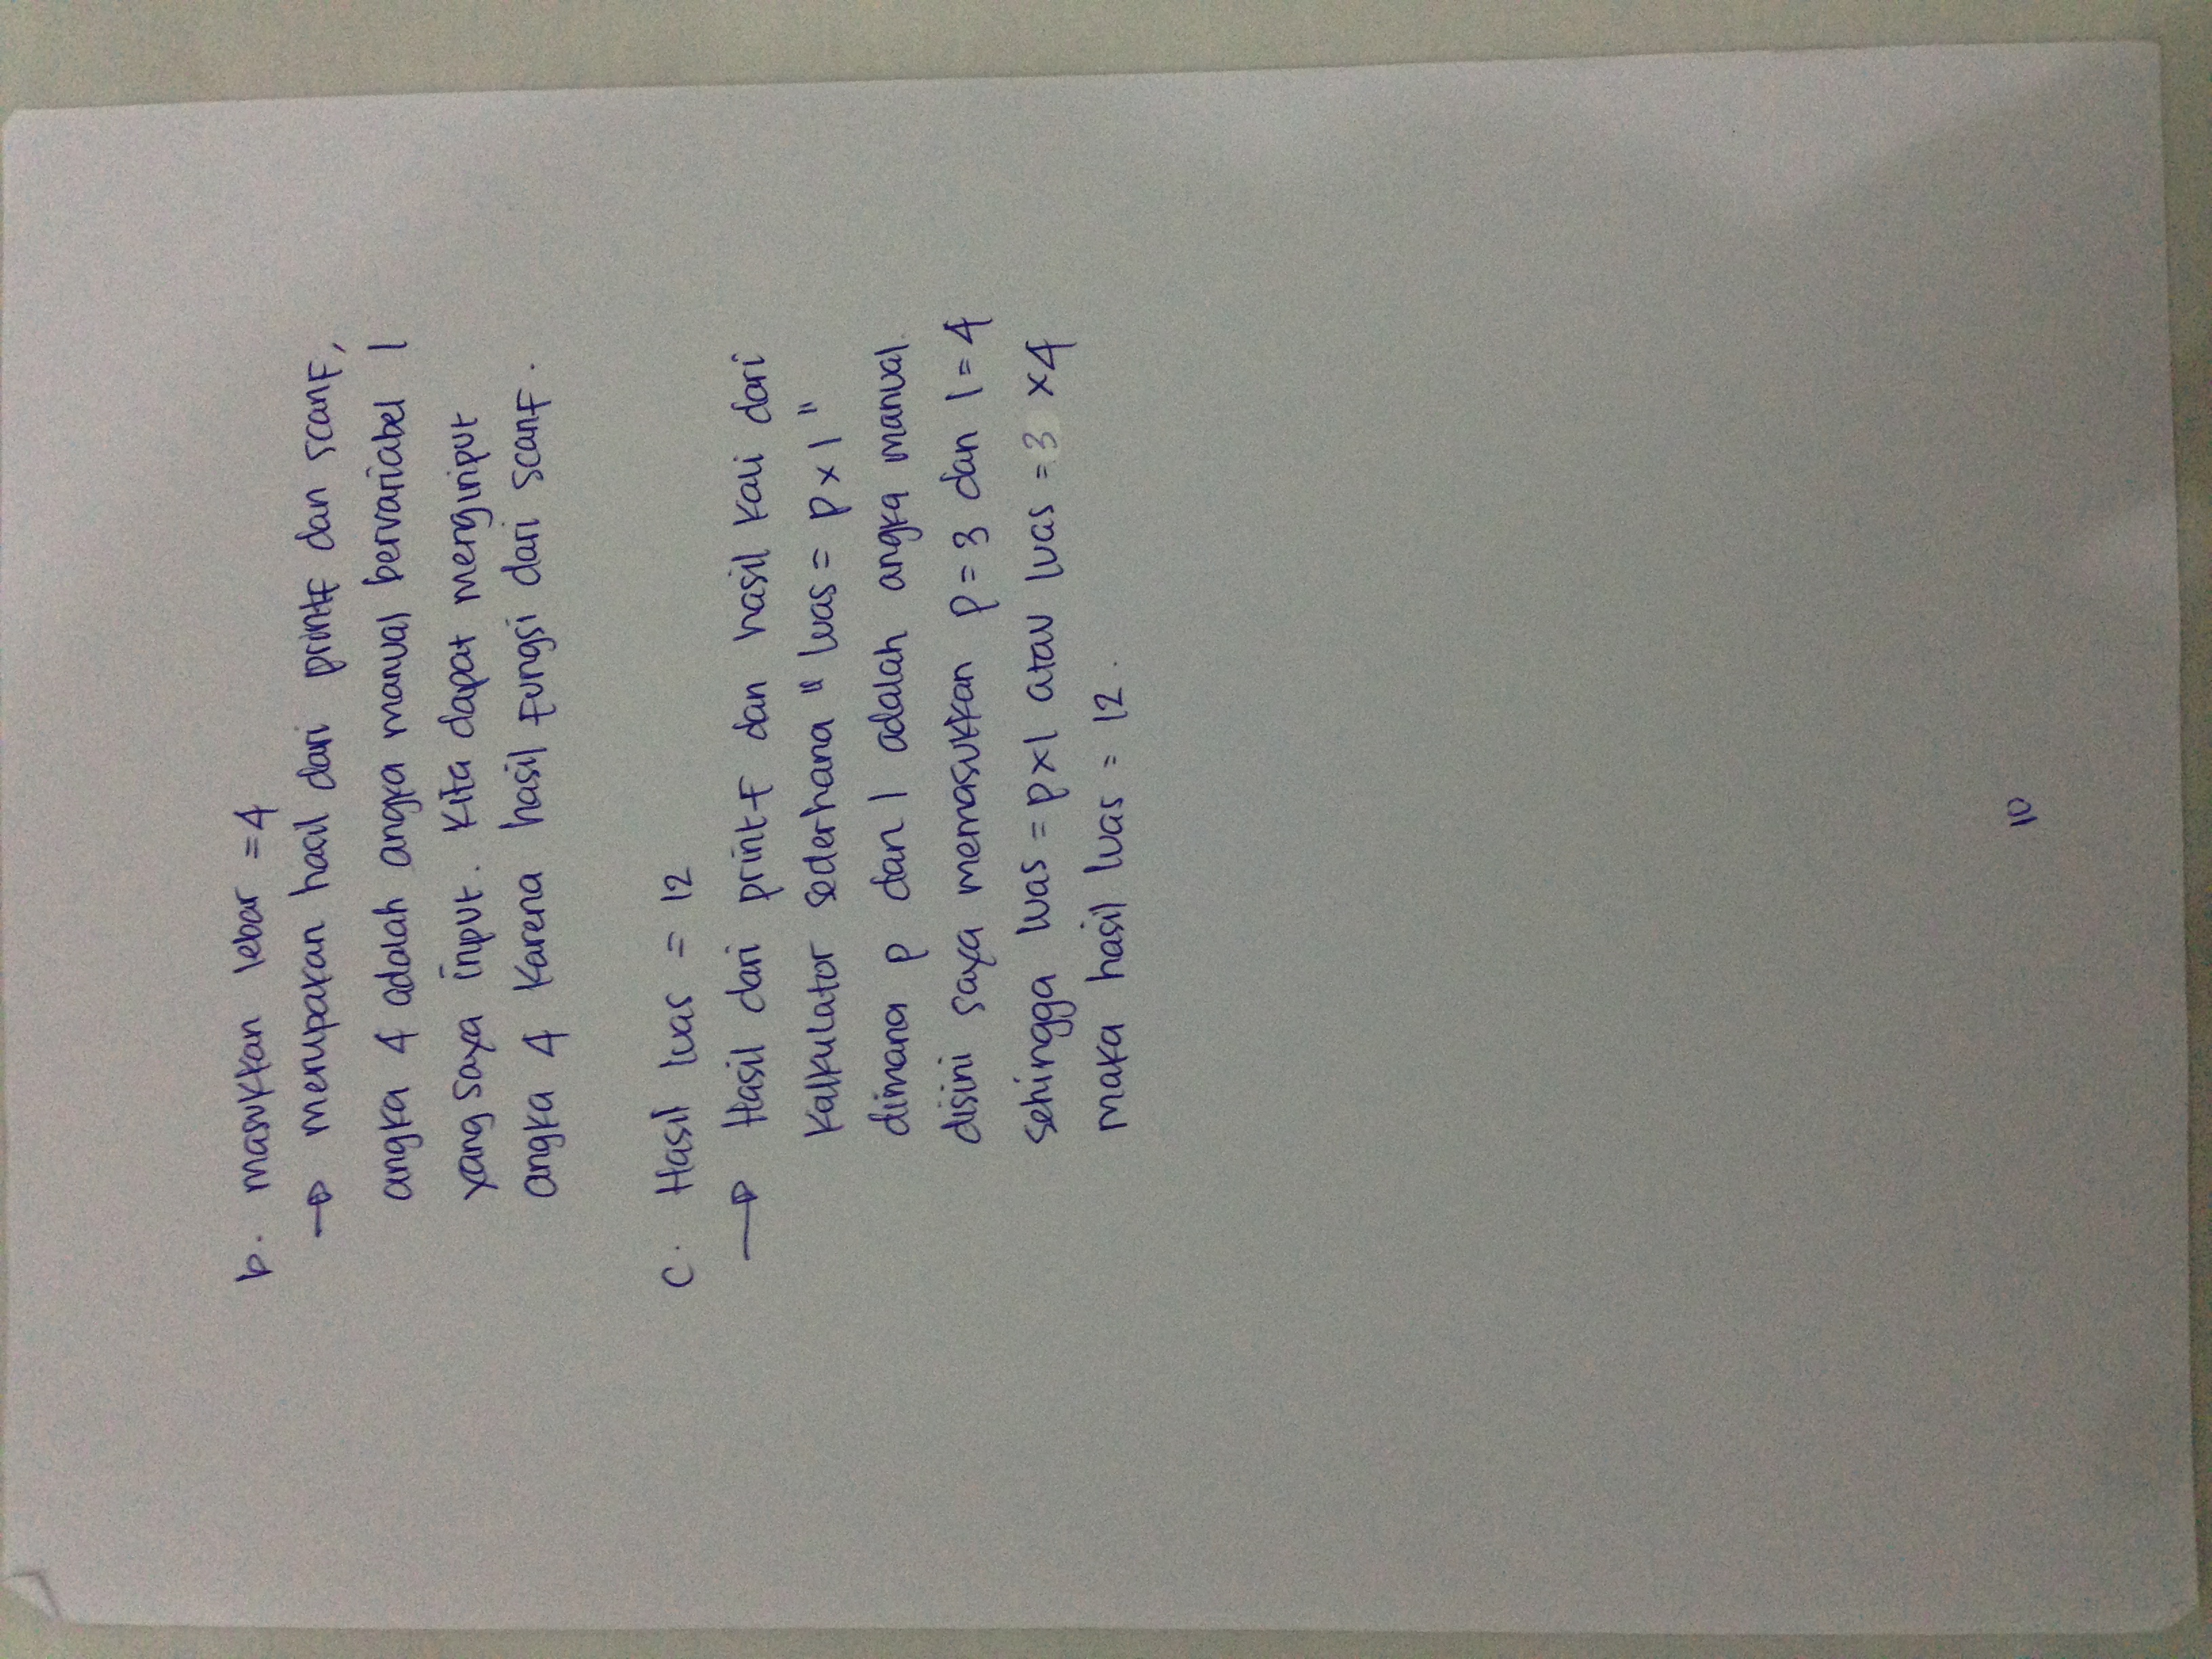 b. masukkan lebar = 4
→ merupakan hasil dari printf dan scanf,
angka 4 adalah angka manual bervariabel l
yang saya input. Kita dapat menginput
angka 4 karena hasil fungsi dari scanf.
c. Hasil luas = 12
→ Hasil dari printf dan hasil kali dari
kalkulator sederhana " luas = p x l "
dimana p dan l adalah angka manual.
disini saya memasukkan p = 3 dan l = 4
sehingga luas = p x l atau luas = 3 x 4
maka hasil luas = 12.
10